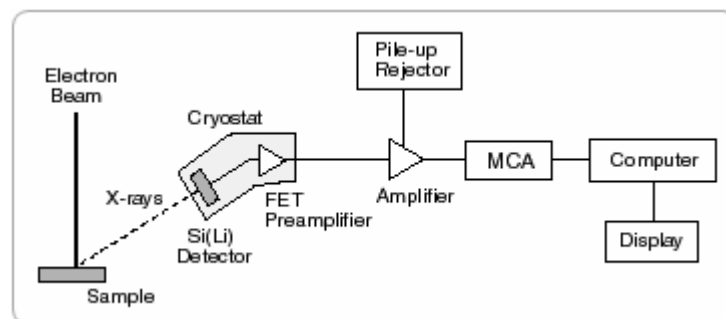 Pile-up
Rejector
Electron
Beam
Cryostat
MCA
Computer
X-rays
FET
Preamplifier
Amplifier
Si(Li)
Detector
Display
Sample